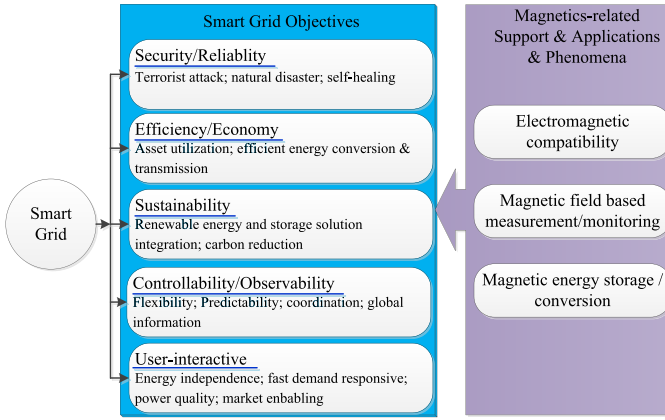 Smart Grid Objectives
Security/Reliablity
Terrorist attack; natural disaster; self-healing
Efficiency/Economy
Asset utilization; efficient energy conversion &
transmission
Sustainability
Renewable energy and storage solution
integration; carbon reduction
Controllability/Observability
Flexibility; Predictability; coordination; global
information
User-interactive
Energy independence; fast demand responsive;
power quality; market enbabling
Smart
Grid
Magnetics-related
Support & Applications
& Phenomena
Electromagnetic
compatibility
Magnetic field based
measurement/monitoring
Magnetic energy storage /
conversion